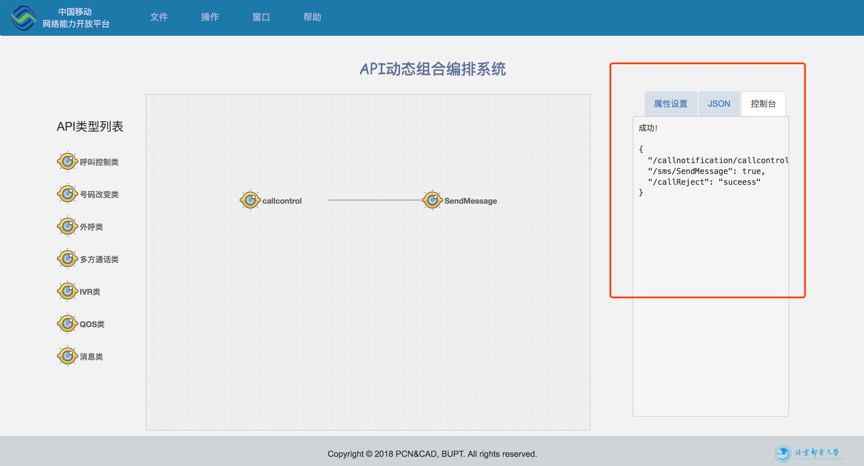 中国移动
网络能力开放平台
文件 操作 窗口 帮助
API动态组合编排系统
API类型列表
呼叫控制类
号码改变类
外呼类
多方通话类
IVR类
QOS类
消息类
callcontrol
SendMessage
属性设置 JSON 控制台
成功!
{
"/callnotification/callcontrol
"/sms/SendMessage": true,
"/callReject": "suceess"
}
Copyright © 2018 PCN&CAD, BUPT. All rights reserved.
北京邮电大学